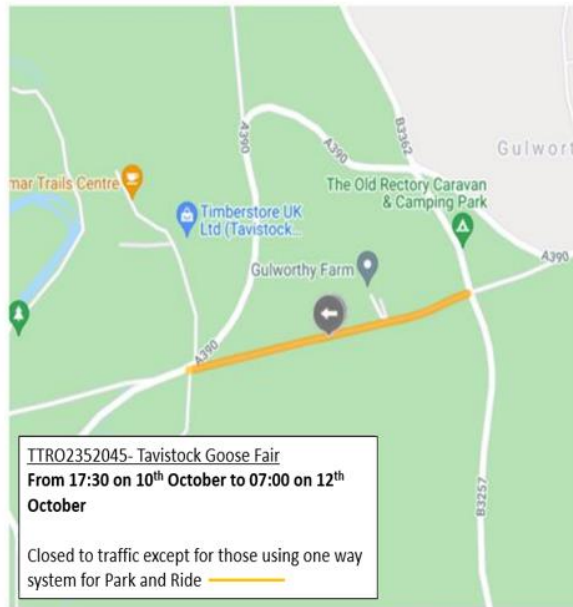 A390
A390
B3362
Gulwort
mar Trails Centre
The Old Rectory Caravan
& Camping Park
Timberstore UK
Ltd (Tavistock...
A390
Gulworthy Farm
A390
B3257
TTRO2352045- Tavistock Goose Fair
From 17:30 on 10th October to 07:00 on 12th
October
Closed to traffic except for those using one way
system for Park and Ride